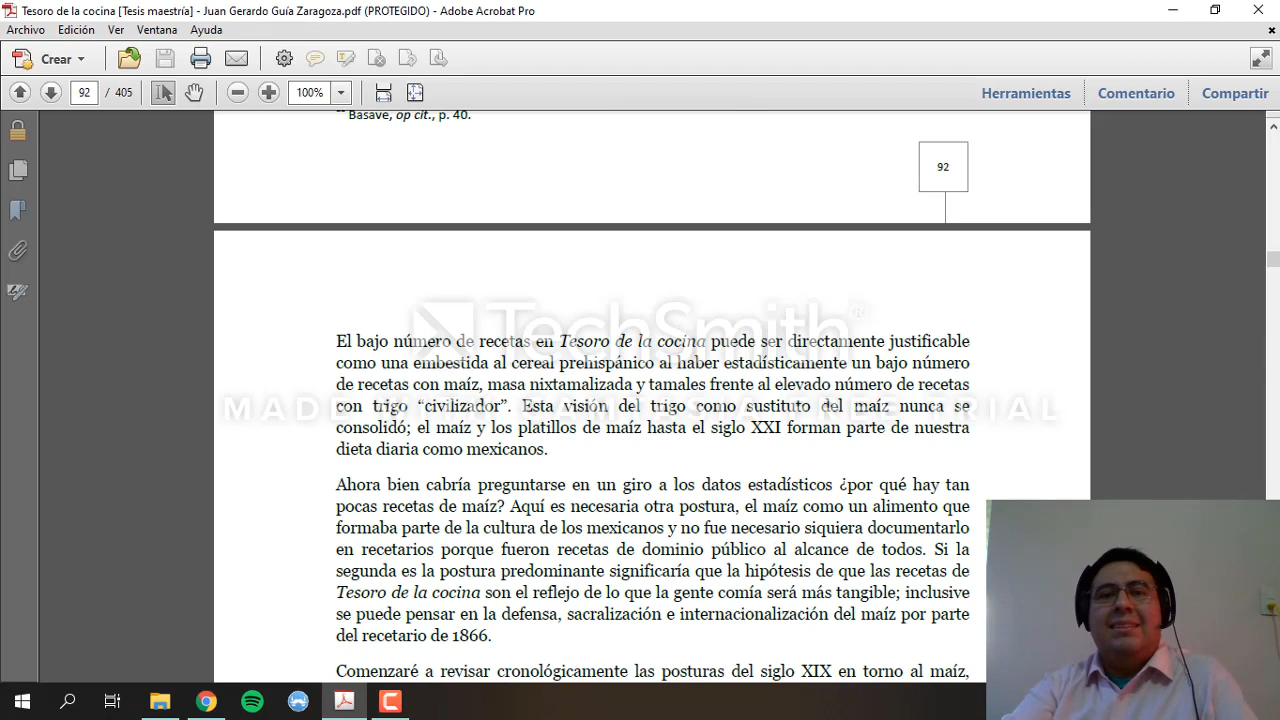 Tesoro de la cocina [Tesis maestría] - Juan Gerardo Guía Zaragoza.pdf (PROTEGIDO) - Adobe Acrobat Pro
Archivo Edición Ver Ventana Ayuda
Crear
92 / 405 100% Herramientas Comentario Compartir
Basave, op cit., p. 40.
92
TechSmith®
El bajo número de recetas en Tesoro de la cocina puede ser directamente justificable
como una embestida al cereal prehispánico al haber estadísticamente un bajo número
de recetas con maíz, masa nixtamalizada y tamales frente al elevado número de recetas
MADE WITH CAMTASIA FREE TRIAL
con trigo “civilizador”. Esta visión del trigo como sustituto del maíz nunca se
consolidó; el maíz y los platillos de maíz hasta el siglo XXI forman parte de nuestra
dieta diaria como mexicanos.
Ahora bien cabría preguntarse en un giro a los datos estadísticos ¿por qué hay tan
pocas recetas de maíz? Aquí es necesaria otra postura, el maíz como un alimento que
formaba parte de la cultura de los mexicanos y no fue necesario siquiera documentarlo
en recetarios porque fueron recetas de dominio público al alcance de todos. Si la
segunda es la postura predominante significaría que la hipótesis de que las recetas de
Tesoro de la cocina son el reflejo de lo que la gente comía será más tangible; inclusive
se puede pensar en la defensa, sacralización e internacionalización del maíz por parte
del recetario de 1866.
Comenzaré a revisar cronológicamente las posturas del siglo XIX en torno al maíz,